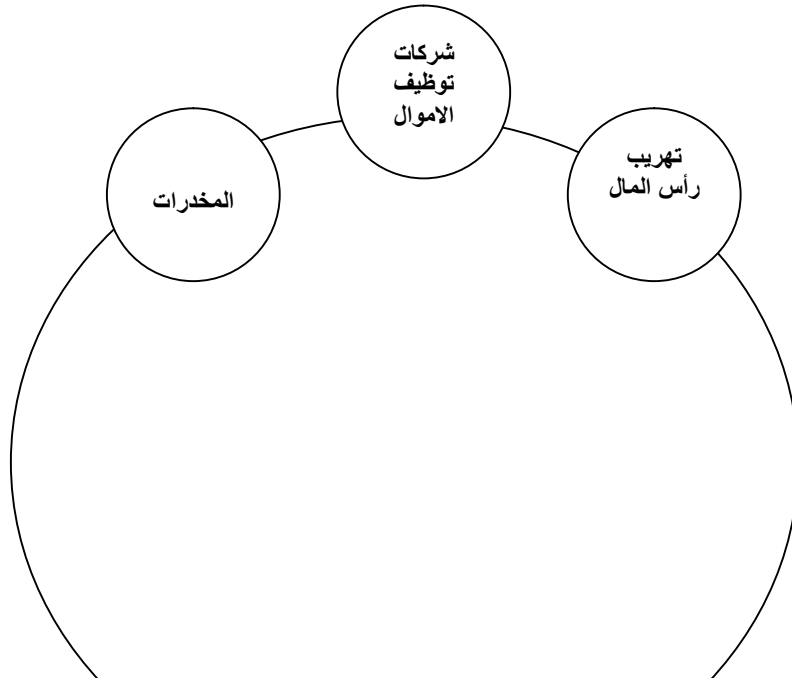 شركات
توظيف
الاموال
تهريب
رأس المال
المخدرات